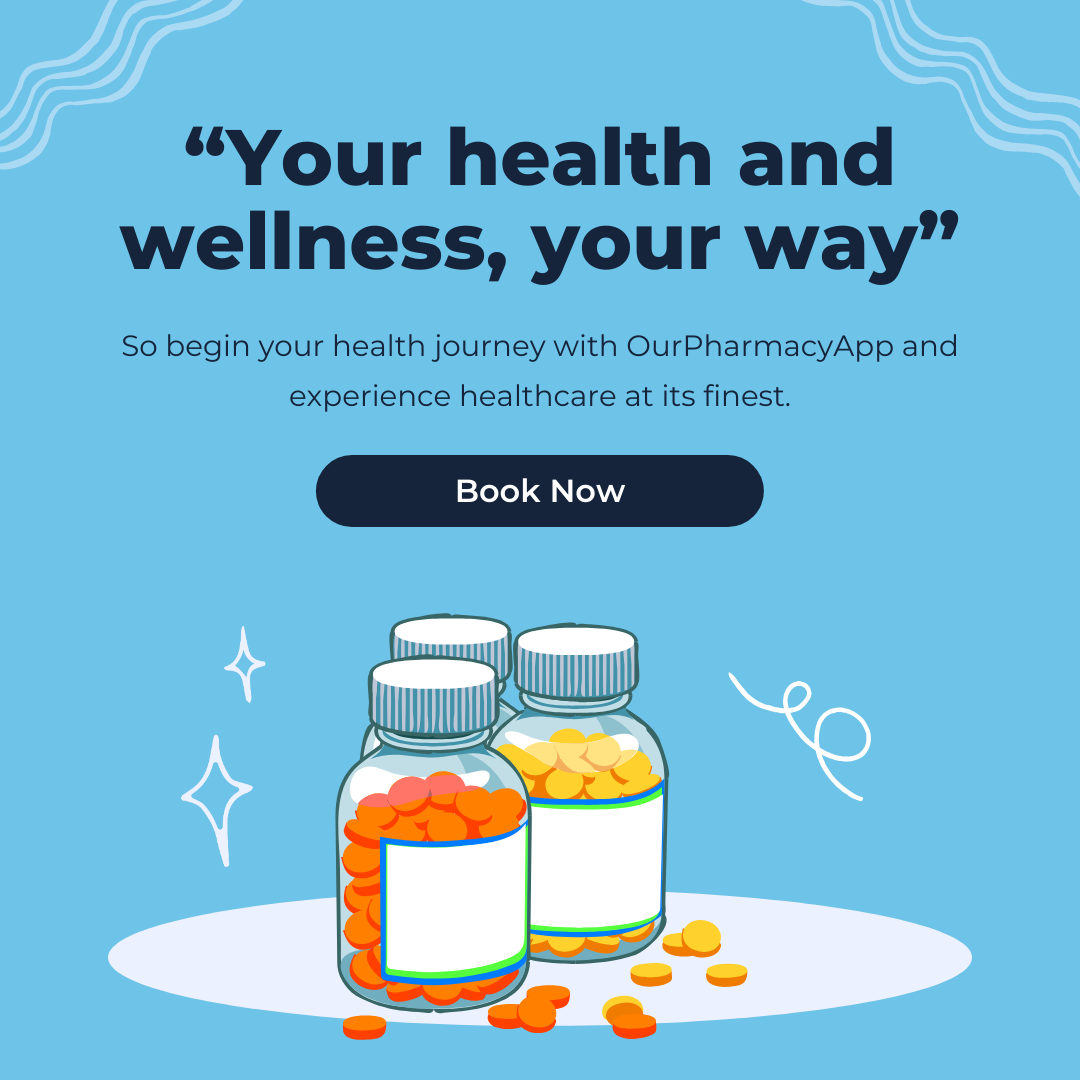 “Your health and
wellness, your way”
So begin your health journey with OurPharmacyApp and
experience healthcare at its finest.
Book Now